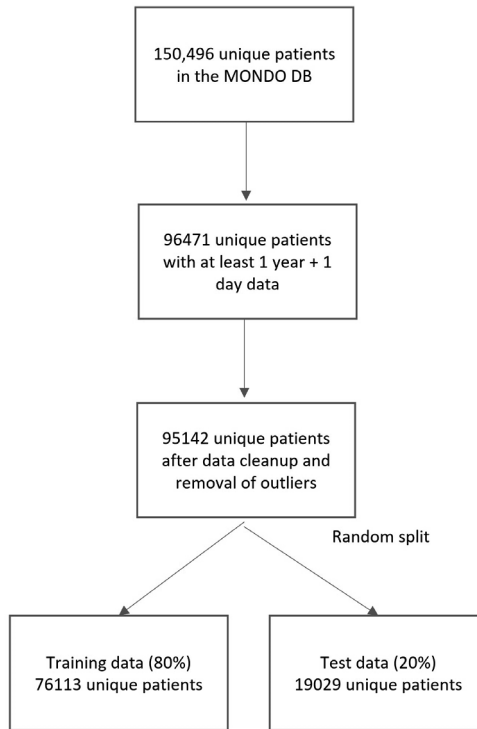 150,496 unique patients
in the MONDO DB
96471 unique patients
with at least 1 year + 1
day data
95142 unique patients
after data cleanup and
removal of outliers
Random split
Training data (80%)
76113 unique patients
Test data (20%)
19029 unique patients